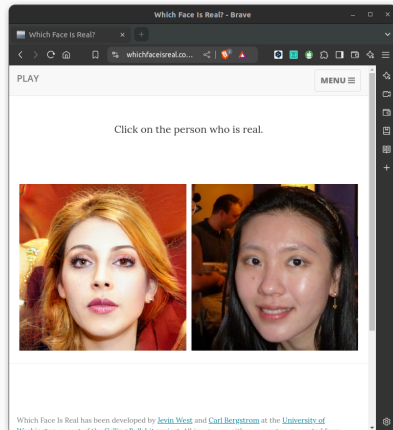 Which Face Is Real? - Brave
Which Face Is Real?
whichfaceisreal.co...
PLAY
MENU
Click on the person who is real.
Which Face Is Real has been developed by Jevin West and Carl Bergstrom at the University of